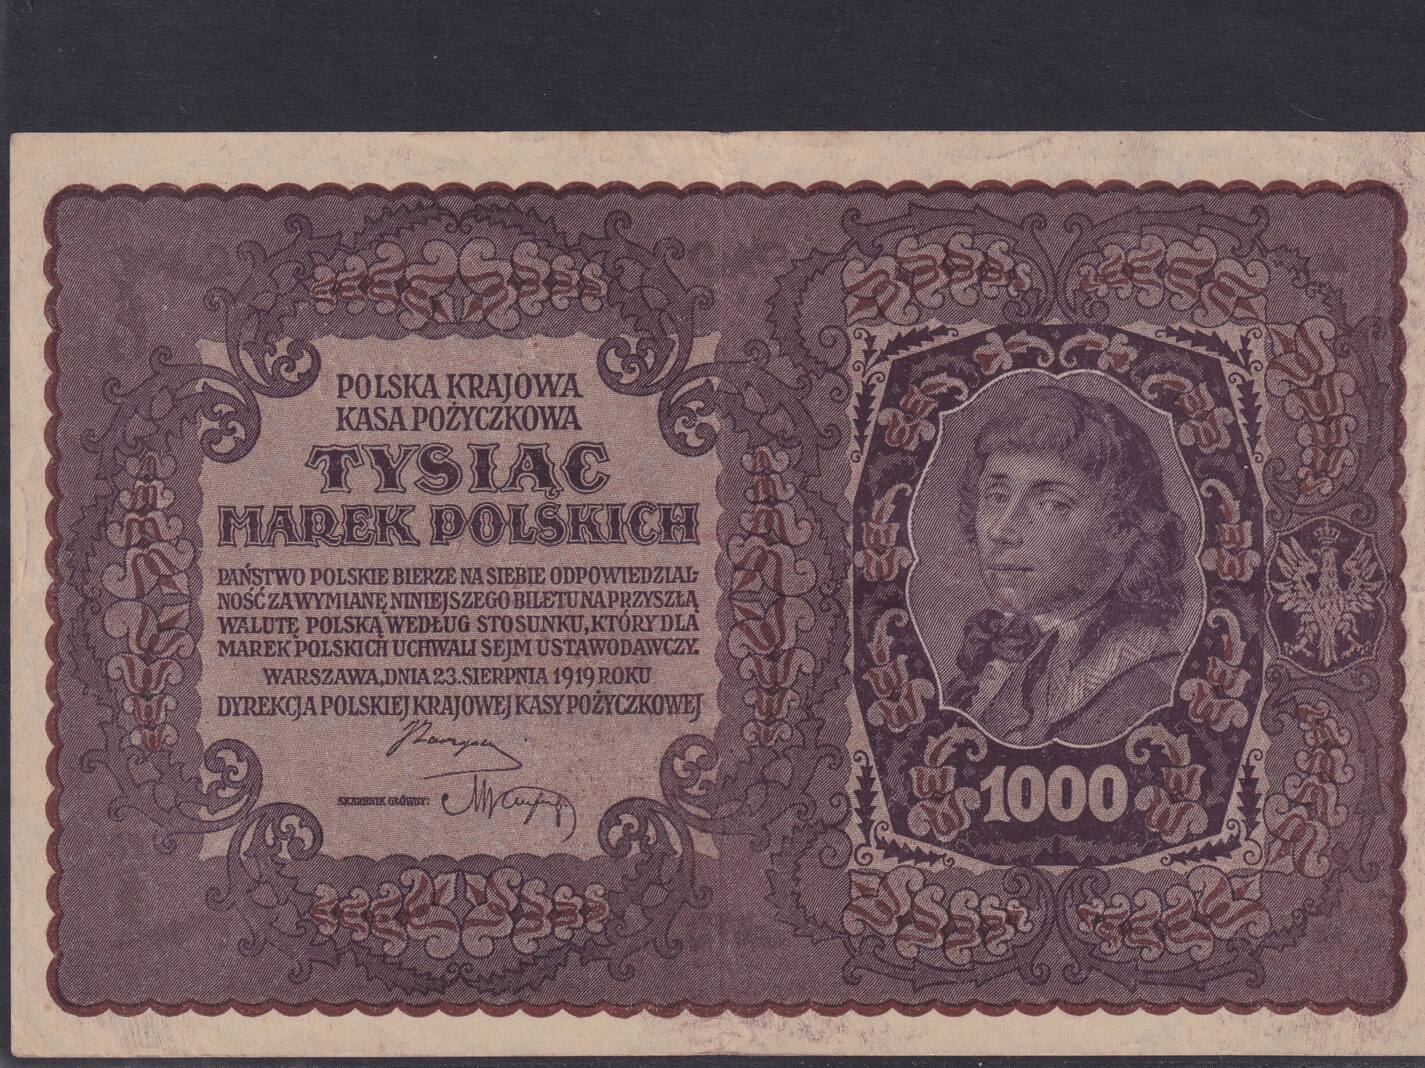 POLSKA KRAJOWA
KASA POŻYCZKOWA
TYSIĄC
MAREK POLSKICH
PAŃSTWO POLSKIE BIERZE NA SIEBIE ODPOWIEDZIAL-
NOŚĆ ZA WYMIANĘ NINIEJSZEGO BILETU NA PRZYSZŁĄ
WALUTĘ POLSKĄ WEDŁUG STOSUNKU, KTÓRY DLA
MAREK POLSKICH UCHWALI SEJM USTAWODAWCZY.
WARSZAWA, DNIA 23. SIERPNIA 1919 ROKU
DYREKCJA POLSKIEJ KRAJOWEJ KASY POŻYCZKOWEJ
SKARBNIK GŁÓWNY:
1000